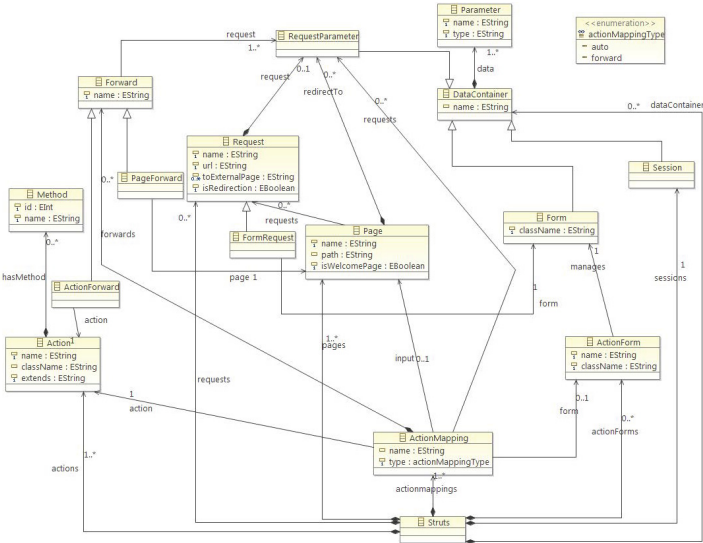 Parameter
name : EString
type : EString
<<enumeration>>
actionMappingType
auto
forward
request
1..*
RequestParameter
1..*
data
Forward
name : EString
0..1
request
0..*
redirectTo
0..*
requests
DataContainer
name : EString
0..*
dataContainer
Request
name : EString
url : EString
toExternalPage : EString
isRedirection : EBoolean
PageForward
Session
Method
id : EInt
name : EString
0..*
0..*
forwards
0..*
0..*
requests
FormRequest
Page
name : EString
path : EString
isWelcomePage : EBoolean
Form
className : EString
1
manages
1
sessions
hasMethod
page 1
ActionForward
action
1
1
form
Action
name : EString
className : EString
extends : EString
1..*
pages
input 0..1
ActionForm
name : EString
className : EString
requests
1
action
0..1
form
0..*
actionForms
ActionMapping
name : EString
type : actionMappingType
1..*
actions
1..*
actionmappings
Struts